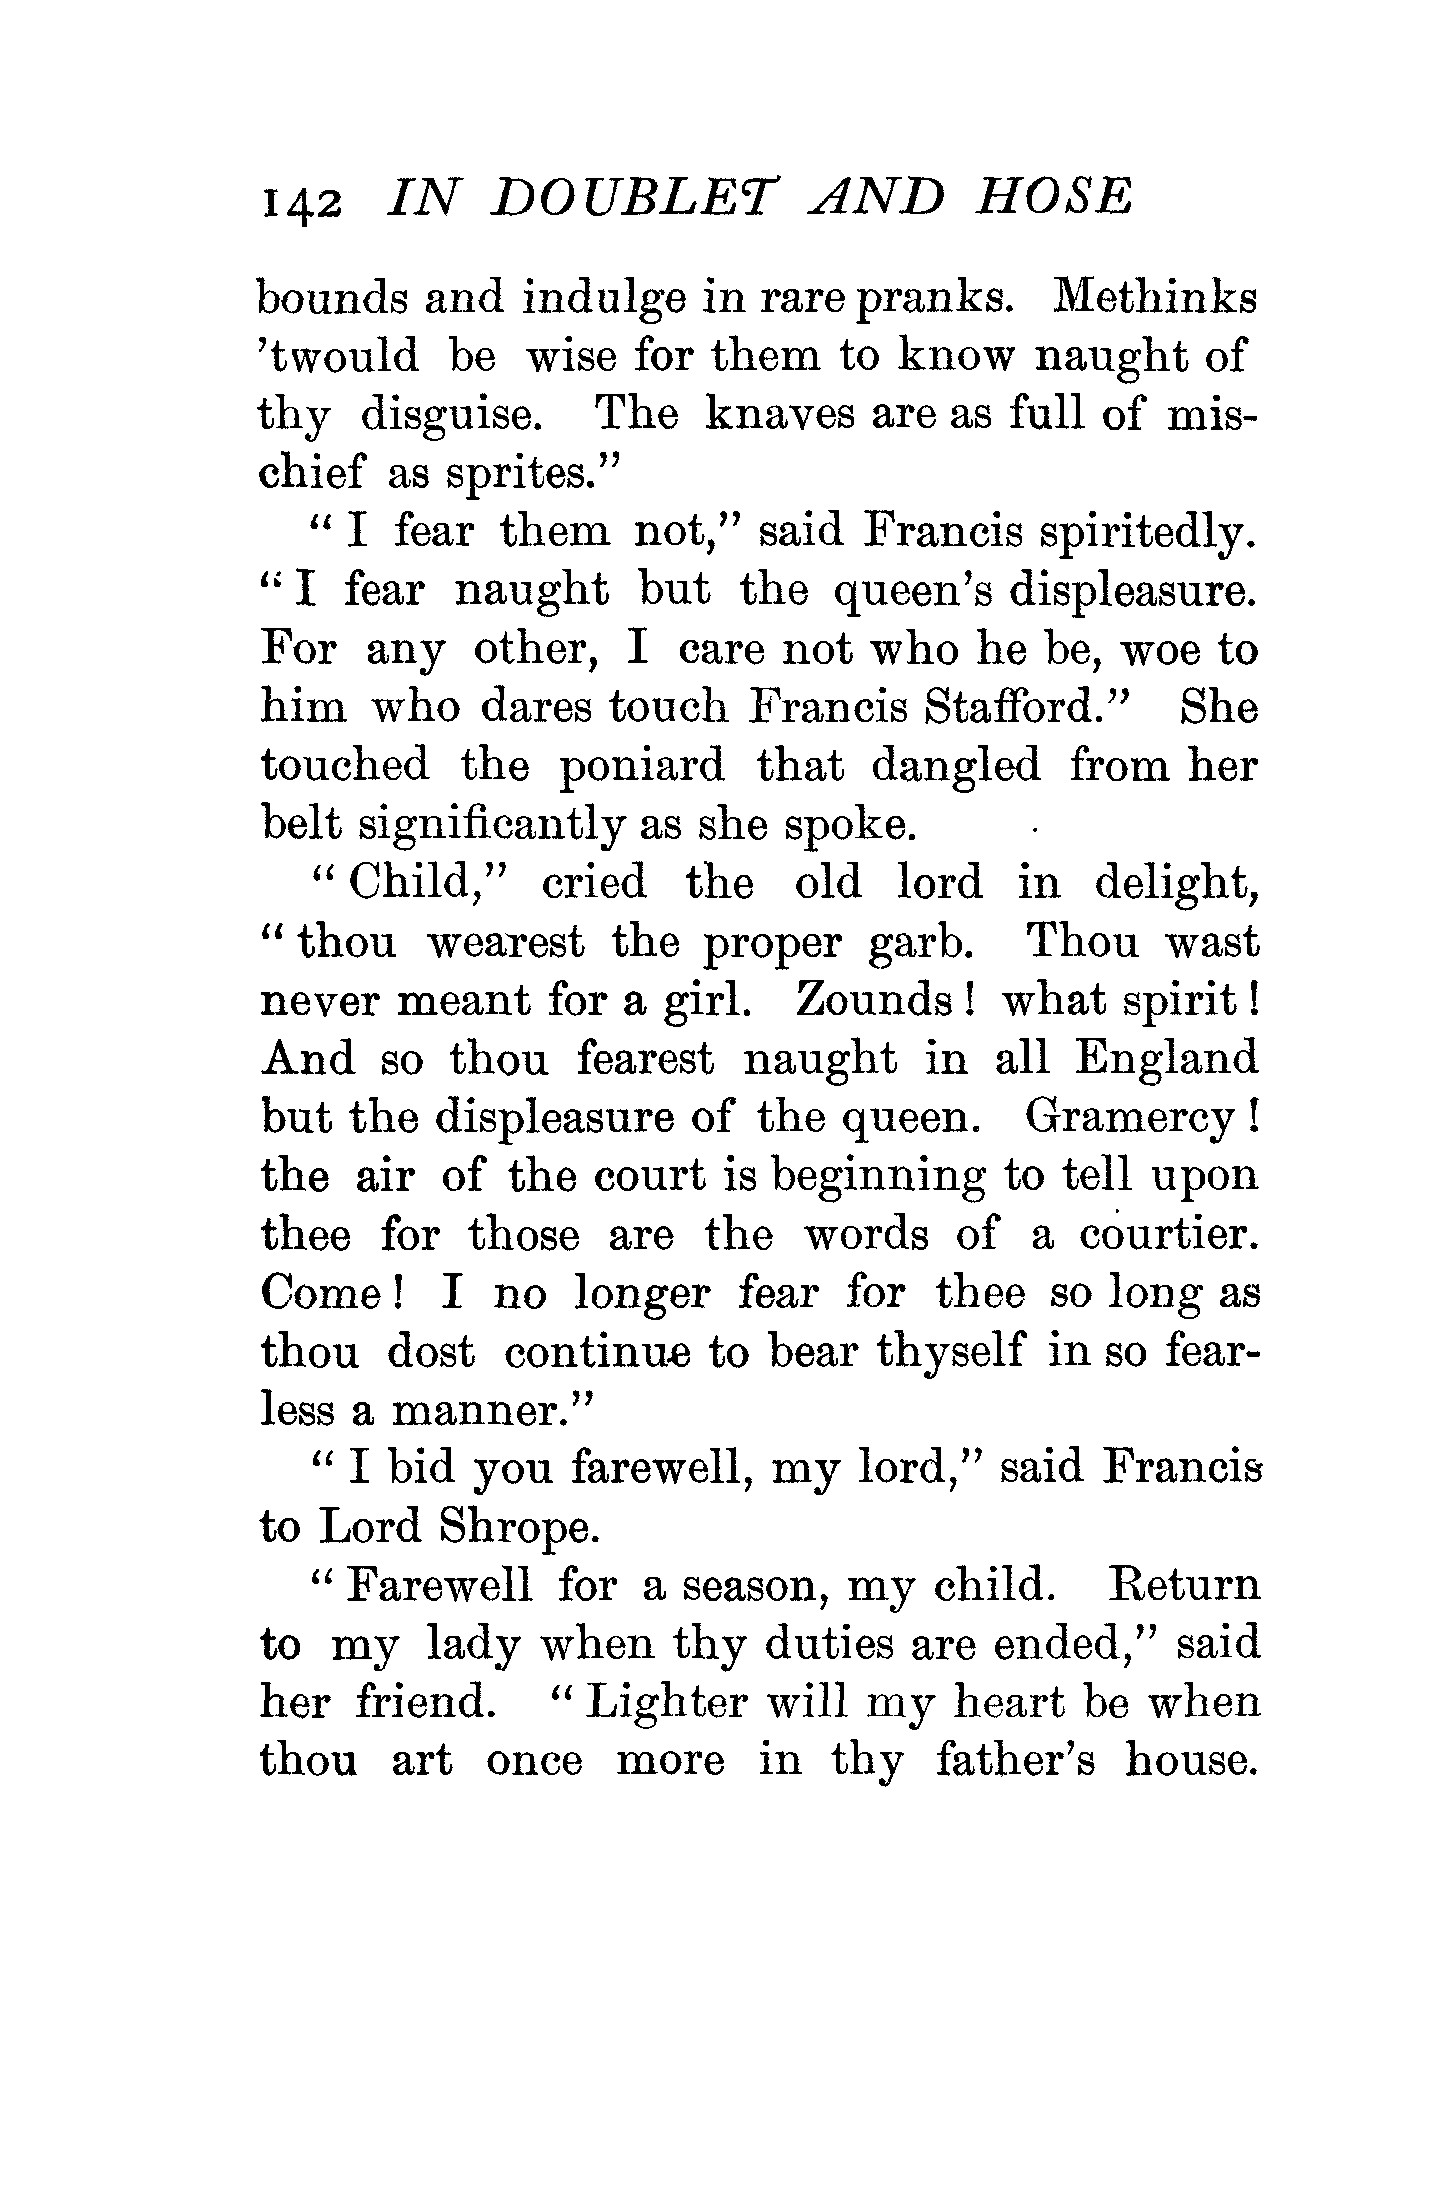 142 IN DOUBLET AND HOSE
bounds and indulge in rare pranks. Methinks
’twould be wise for them to know naught of
thy disguise. The knaves are as full of mis-
chief as sprites.”
“ I fear them not,” said Francis spiritedly.
“ I fear naught but the queen’s displeasure.
For any other, I care not who he be, woe to
him who dares touch Francis Stafford.” She
touched the poniard that dangled from her
belt significantly as she spoke.
“ Child,” cried the old lord in delight,
“ thou wearest the proper garb. Thou wast
never meant for a girl. Zounds ! what spirit !
And so thou fearest naught in all England
but the displeasure of the queen. Gramercy !
the air of the court is beginning to tell upon
thee for those are the words of a courtier.
Come ! I no longer fear for thee so long as
thou dost continue to bear thyself in so fear-
less a manner.”
“ I bid you farewell, my lord,” said Francis
to Lord Shrope.
“ Farewell for a season, my child. Return
to my lady when thy duties are ended,” said
her friend. “ Lighter will my heart be when
thou art once more in thy father’s house.